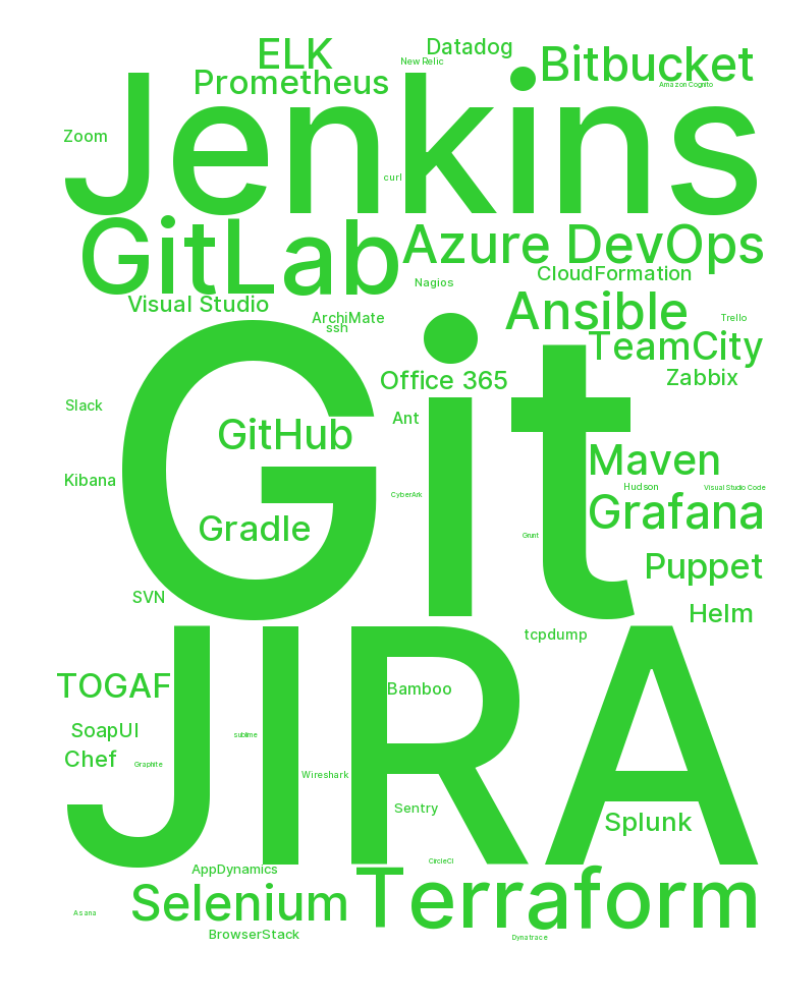 ELK
Datadog
New Relic
Bitbucket
Prometheus
Amazon Cognito
Jenkins
Zoom
curl
GitLab
Azure DevOps
CloudFormation
Nagios
Visual Studio
ArchiMate
ssh
Ansible
Trello
TeamCity
Office 365
Zabbix
Git
Slack
Ant
GitHub
Maven
Kibana
Hudson
Visual Studio Code
CyberArk
Grafana
Gradle
Grunt
Puppet
SVN
Helm
tcpdump
JIRA
TOGAF
Bamboo
SoapUI
sublime
Chef
Graphite
Wireshark
Sentry
Splunk
CircleCI
AppDynamics
Selenium
Terraform
Asana
BrowserStack
Dynatrace